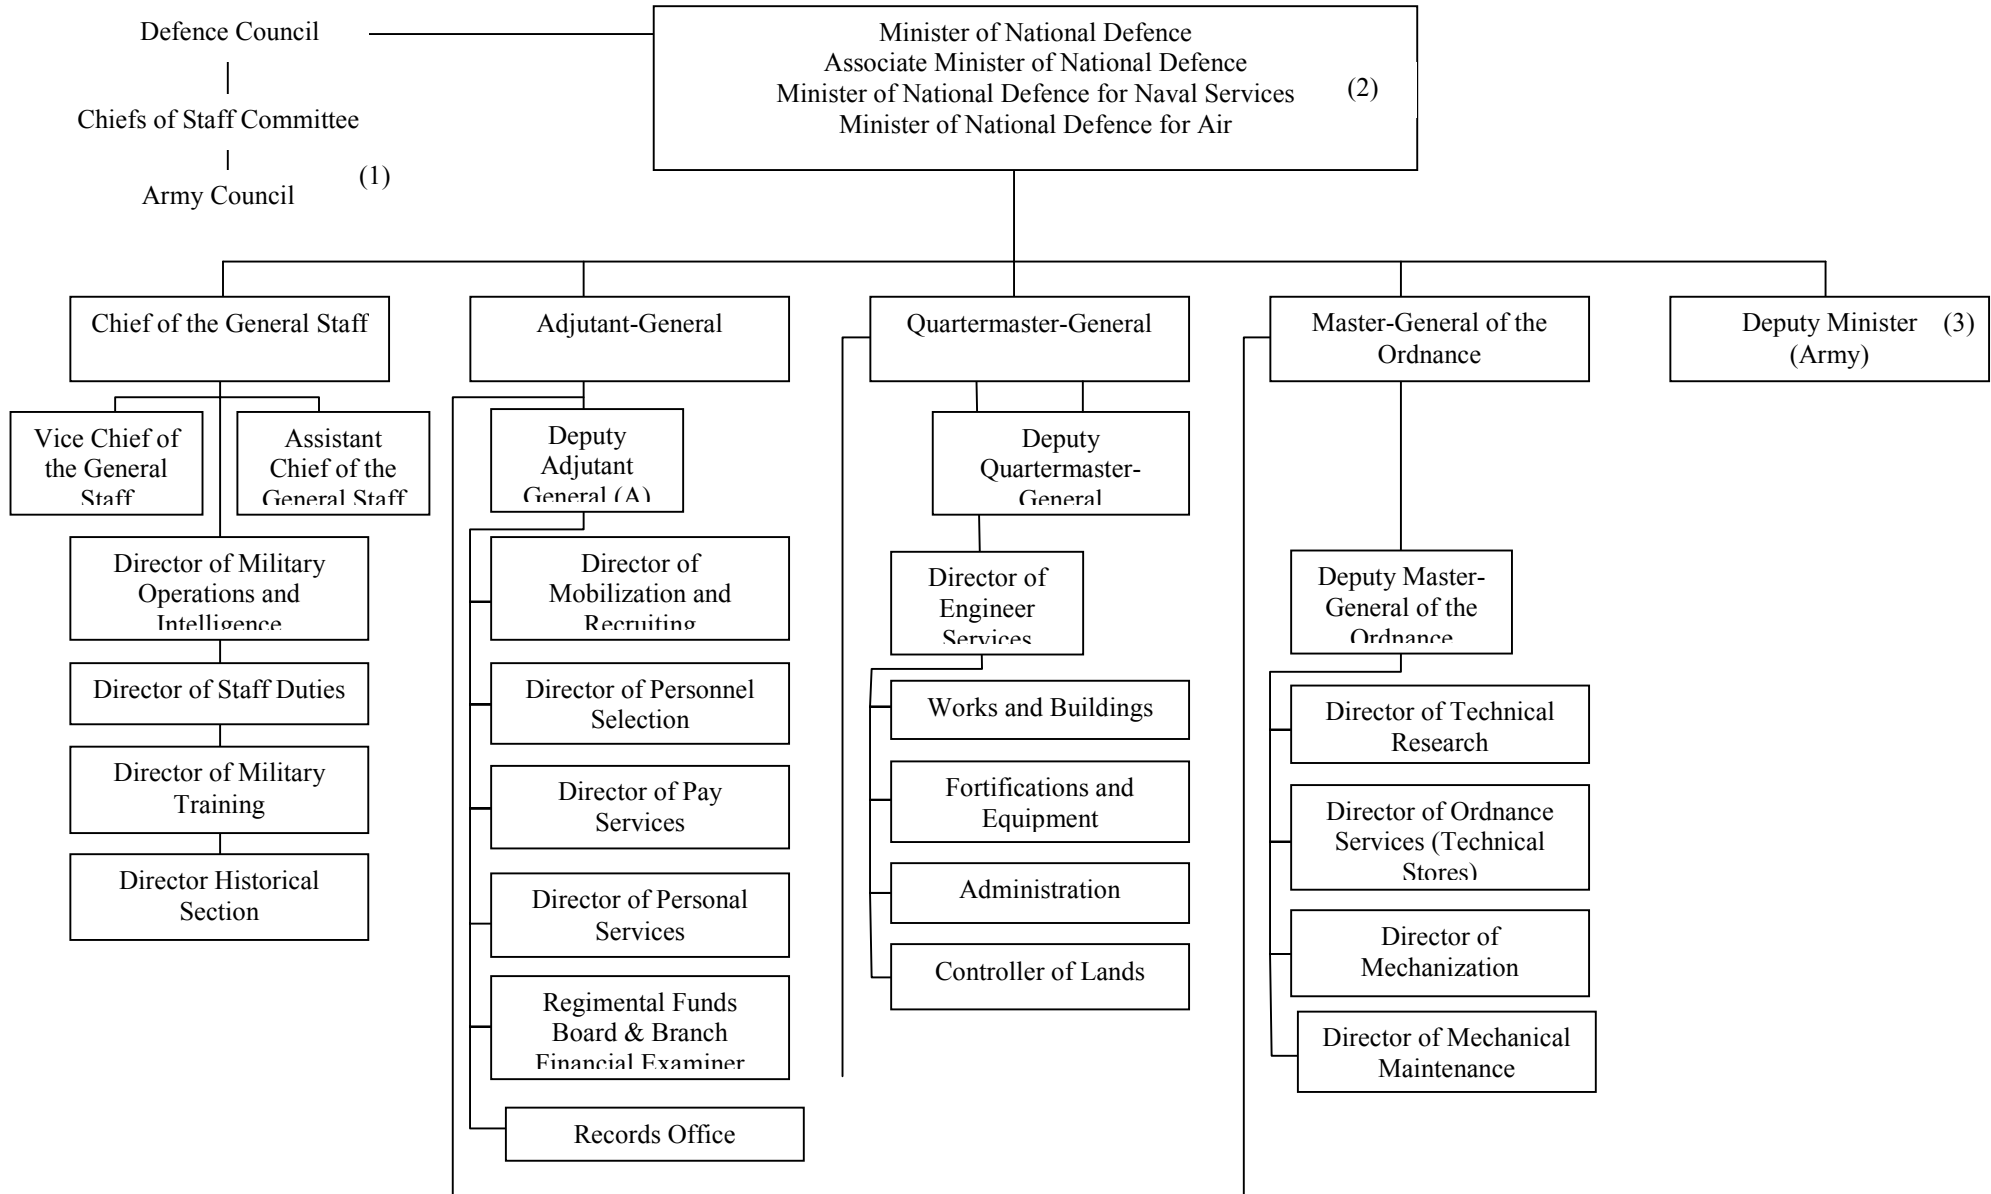 Defence Council
Chiefs of Staff Committee
(1)
Army Council
Minister of National Defence
Associate Minister of National Defence
Minister of National Defence for Naval Services
(2)
Minister of National Defence for Air
Chief of the General Staff
Adjutant-General
Quartermaster-General
Master-General of the
Ordnance
Deputy Minister
(3)
(Army)
Vice Chief of
the General
Staff
Assistant
Chief of the
General Staff
Director of Military
Operations and
Intelligence
Director of Staff Duties
Director of Military
Training
Director Historical
Section
Deputy
Adjutant
General (A)
Director of
Mobilization and
Recruiting
Director of Personnel
Selection
Director of Pay
Services
Director of Personal
Services
Regimental Funds
Board & Branch
Financial Examiner
Records Office
Deputy
Quartermaster-
General
Director of
Engineer
Services
Works and Buildings
Fortifications and
Equipment
Administration
Controller of Lands
Deputy Master-
General of the
Ordnance
Director of Technical
Research
Director of Ordnance
Services (Technical
Stores)
Director of
Mechanization
Director of Mechanical
Maintenance